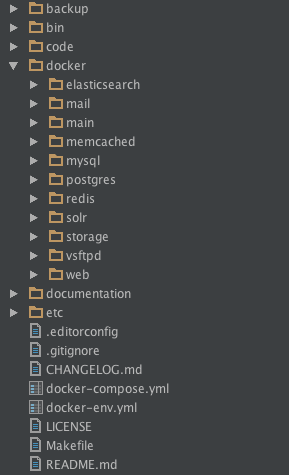 backup
bin
code
docker
elasticsearch
mail
main
memcached
mysql
postgres
redis
solr
storage
vsftpd
web
documentation
etc
.editorconfig
.gitignore
CHANGELOG.md
docker-compose.yml
docker-env.yml
LICENSE
Makefile
README.md